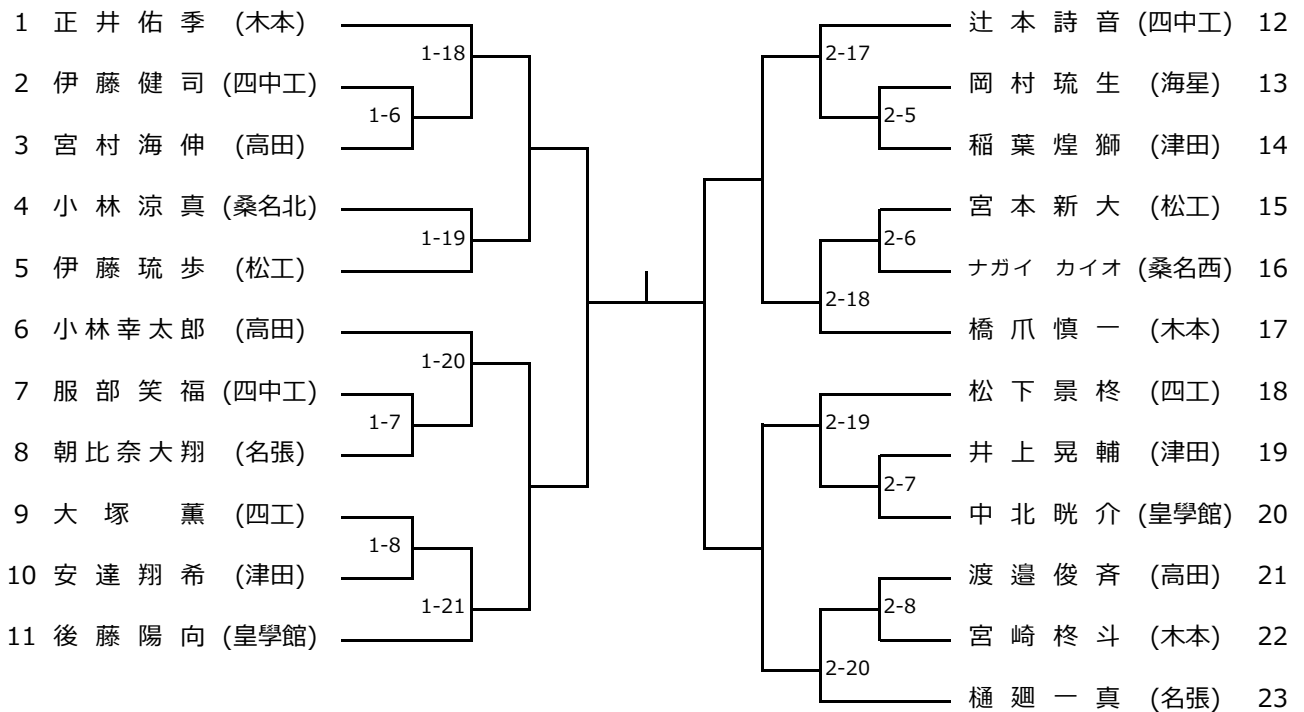 1 正井佑季 (木本)
1-18
2 伊藤健司 (四中工)
1-6
3 宮村海伸 (高田)
4 小林涼真 (桑名北)
1-19
5 伊藤琉歩 (松工)
6 小林幸太郎 (高田)
1-20
7 服部笑福 (四中工)
1-7
8 朝比奈大翔 (名張)
9 大塚 薫 (四工)
1-8
10 安達翔希 (津田)
1-21
11 後藤陽向 (皇學館)
辻本詩音 (四中工) 12
2-17
岡村琉生 (海星) 13
2-5
稲葉煌獅 (津田) 14
宮本新大 (松工) 15
2-6
ナガイ カイオ (桑名西) 16
2-18
橋爪慎一 (木本) 17
松下景柊 (四工) 18
2-19
井上晃輔 (津田) 19
2-7
中北晄介 (皇學館) 20
渡邉俊斉 (高田) 21
2-8
宮崎柊斗 (木本) 22
2-20
樋廻一真 (名張) 23